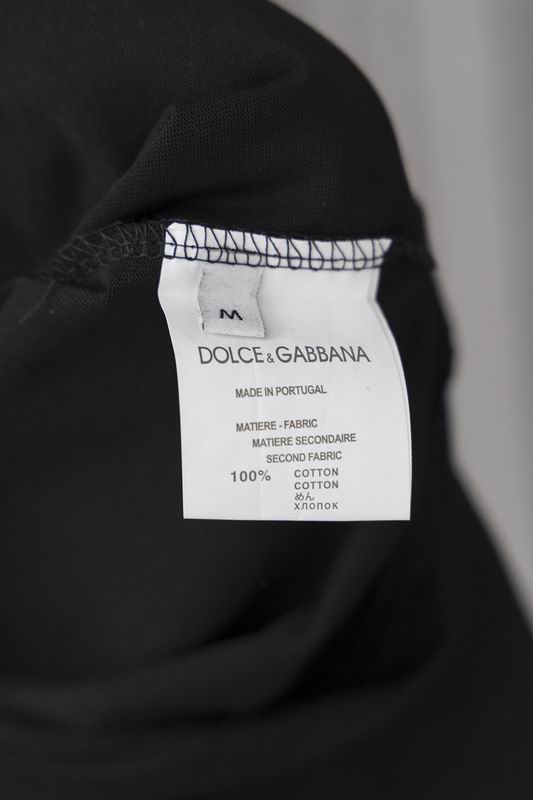 M
DOLCE & GABBANA
MADE IN PORTUGAL
MATIERE - FABRIC
MATIERE SECONDAIRE
SECOND FABRIC
100% COTTON
COTTON
めん
ХЛОПОК